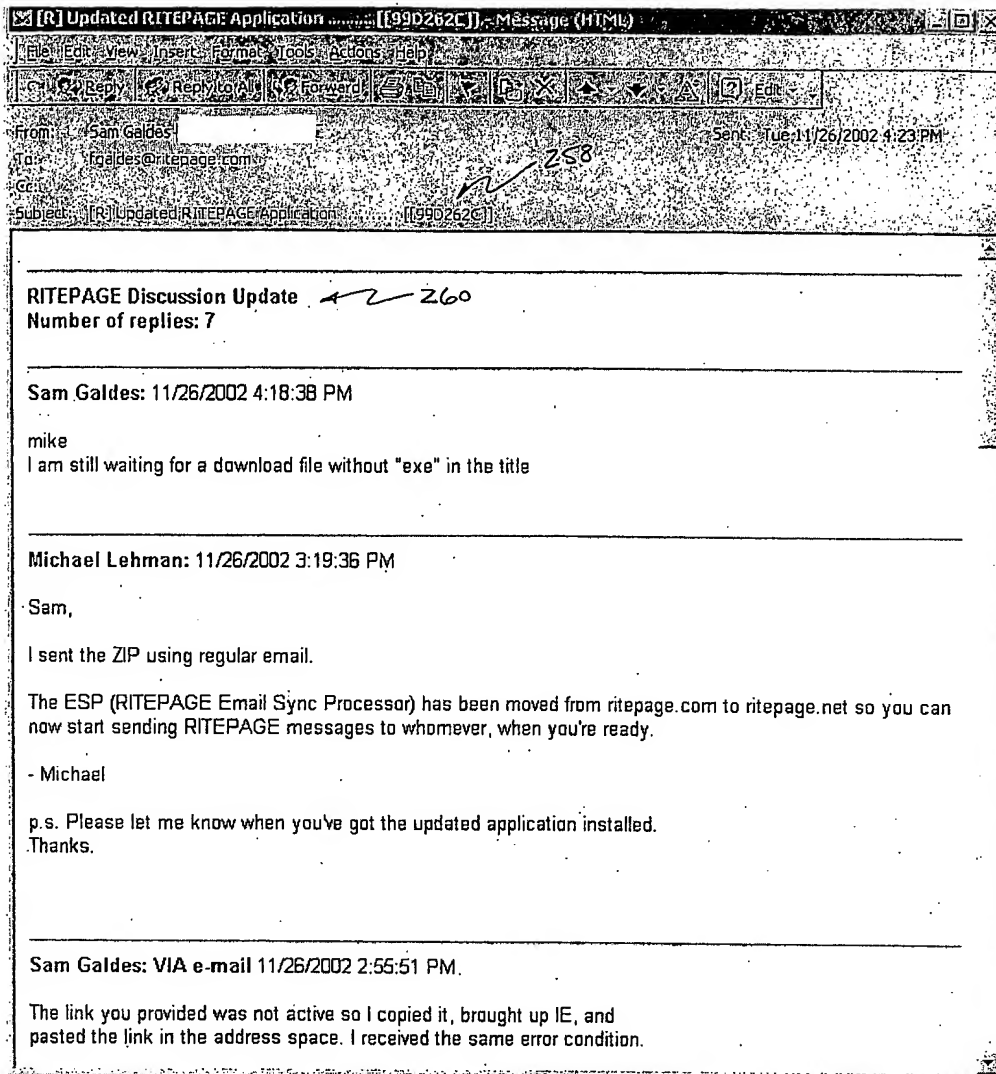 [R] Updated RITEPAGE Application ......... [[99D262C]] - Message (HTML)
File Edit View Insert Format Tools Actions Help
Reply Reply to All Forward Edit
From: Sam Galdes
Sent: Tue 11/26/2002 4:23 PM
To: fgaldes@ritepage.com
258
Cc:
Subject: [R] Updated RITEPAGE Application ......... [[99D262C]]
RITEPAGE Discussion Update 260
Number of replies: 7
Sam Galdes: 11/26/2002 4:18:38 PM
mike
I am still waiting for a download file without "exe" in the title
Michael Lehman: 11/26/2002 3:19:36 PM
Sam,
I sent the ZIP using regular email.
The ESP (RITEPAGE Email Sync Processor) has been moved from ritepage.com to ritepage.net so you can
now start sending RITEPAGE messages to whomever, when you're ready.
- Michael
p.s. Please let me know when you've got the updated application installed.
Thanks.
Sam Galdes: VIA e-mail 11/26/2002 2:55:51 PM.
The link you provided was not active so I copied it, brought up IE, and
pasted the link in the address space. I received the same error condition.